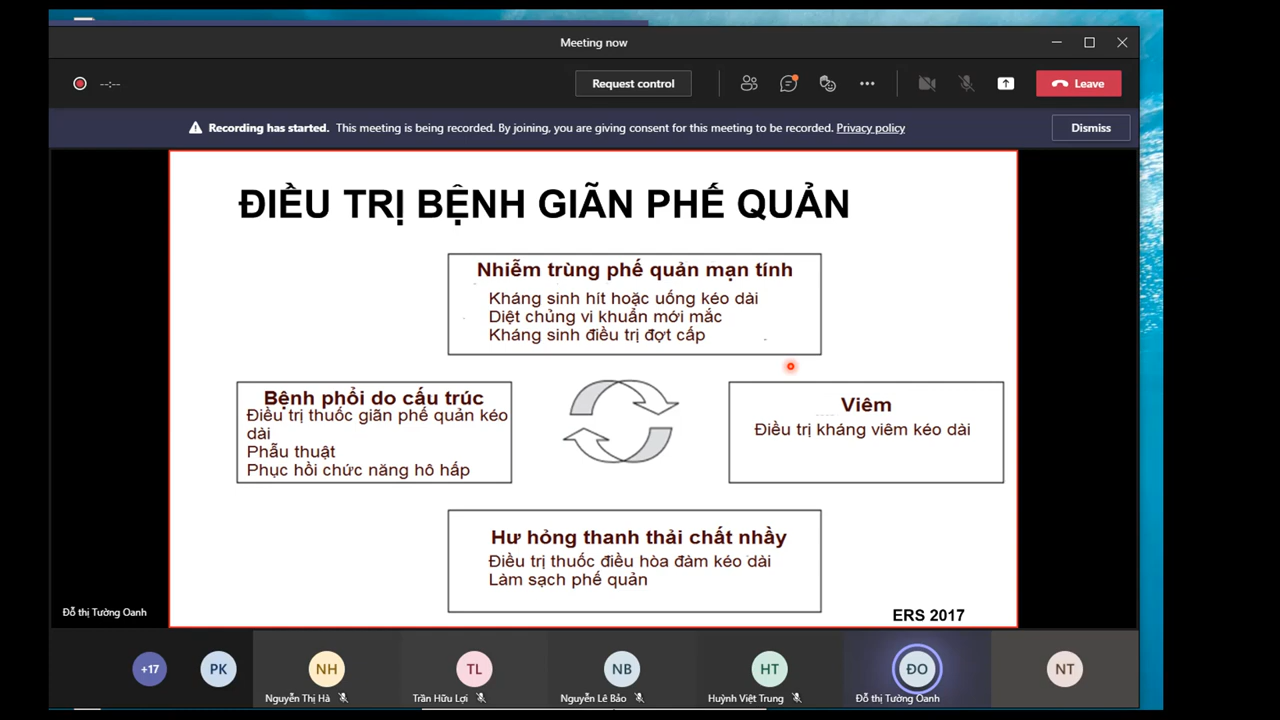 Meeting now
--:--
Request control
Leave
Recording has started. This meeting is being recorded. By joining, you are giving consent for this meeting to be recorded. Privacy policy
Dismiss
ĐIỀU TRỊ BỆNH GIÃN PHẾ QUẢN
Nhiễm trùng phế quản mạn tính
Kháng sinh hít hoặc uống kéo dài
Diệt chủng vi khuẩn mới mắc
Kháng sinh điều trị đợt cấp
Bệnh phổi do cấu trúc
Điều trị thuốc giãn phế quản kéo
dài
Phẫu thuật
Phục hồi chức năng hô hấp
Viêm
Điều trị kháng viêm kéo dài
Hư hỏng thanh thải chất nhầy
Điều trị thuốc điều hòa đàm kéo dài
Làm sạch phế quản
ERS 2017
Đỗ thị Tường Oanh
+17
PK
NH
Nguyễn Thị Hà
TL
Trần Hữu Lợi
NB
Nguyễn Lê Bảo
HT
Huỳnh Việt Trung
ĐO
Đỗ thị Tường Oanh
NT